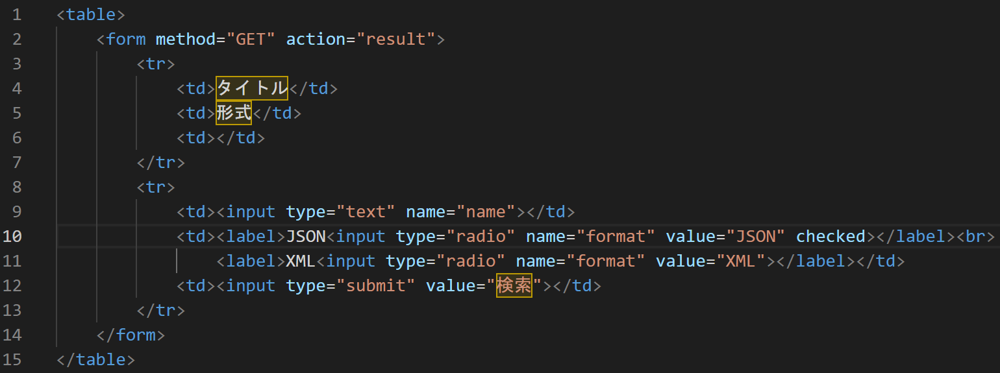 1 <table>
2     <form method="GET" action="result">
3         <tr>
4             <td>タイトル</td>
5             <td>形式</td>
6             <td></td>
7         </tr>
8         <tr>
9             <td><input type="text" name="name"></td>
10             <td><label>JSON<input type="radio" name="format" value="JSON" checked></label><br>
11                 <label>XML<input type="radio" name="format" value="XML"></label></td>
12             <td><input type="submit" value="検索"></td>
13         </tr>
14     </form>
15 </table>